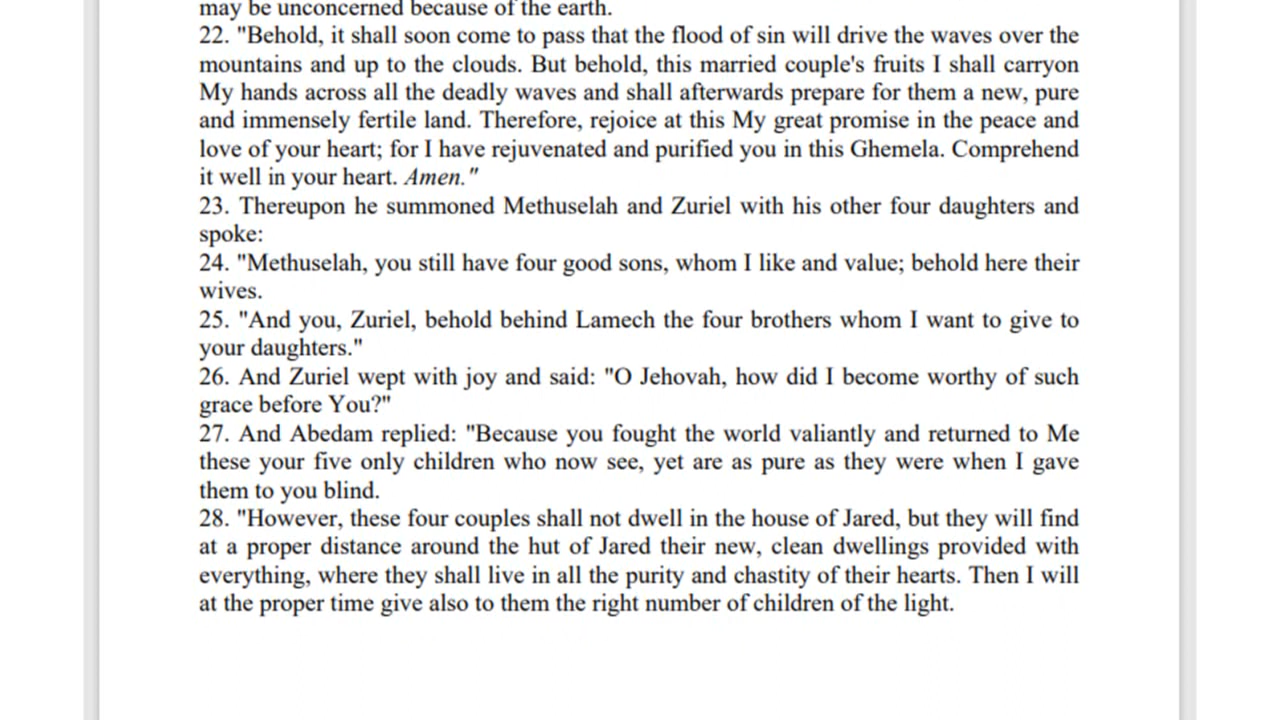 may be unconcerned because of the earth.
22. "Behold, it shall soon come to pass that the flood of sin will drive the waves over the
mountains and up to the clouds. But behold, this married couple's fruits I shall carryon
My hands across all the deadly waves and shall afterwards prepare for them a new, pure
and immensely fertile land. Therefore, rejoice at this My great promise in the peace and
love of your heart; for I have rejuvenated and purified you in this Ghemela. Comprehend
it well in your heart. Amen."
23. Thereupon he summoned Methuselah and Zuriel with his other four daughters and
spoke:
24. "Methuselah, you still have four good sons, whom I like and value; behold here their
wives.
25. "And you, Zuriel, behold behind Lamech the four brothers whom I want to give to
your daughters."
26. And Zuriel wept with joy and said: "O Jehovah, how did I become worthy of such
grace before You?"
27. And Abedam replied: "Because you fought the world valiantly and returned to Me
these your five only children who now see, yet are as pure as they were when I gave
them to you blind.
28. "However, these four couples shall not dwell in the house of Jared, but they will find
at a proper distance around the hut of Jared their new, clean dwellings provided with
everything, where they shall live in all the purity and chastity of their hearts. Then I will
at the proper time give also to them the right number of children of the light.